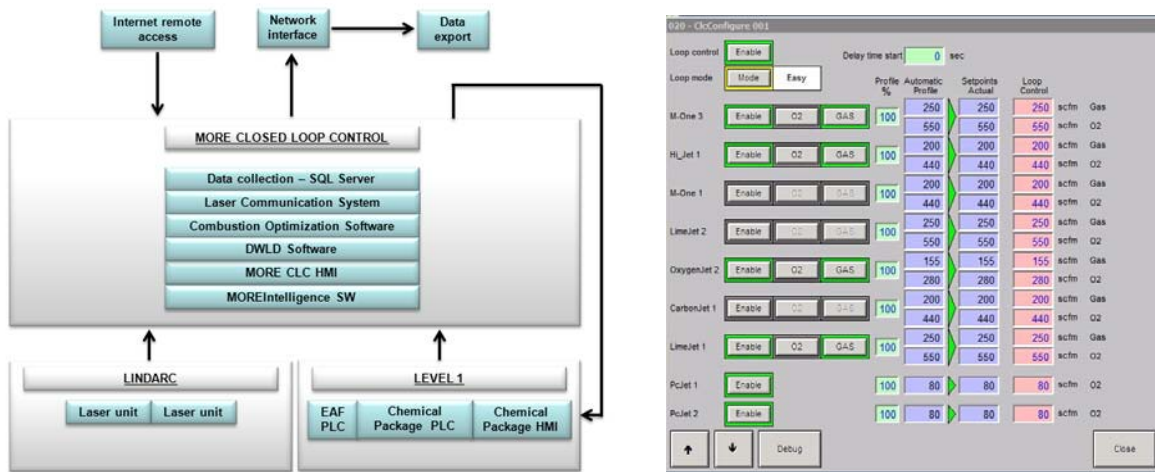 Internet remote
access
Network
interface
Data
export
MORE CLOSED LOOP CONTROL
Data collection – SQL Server
Laser Communication System
Combustion Optimization Software
DWLD Software
MORE CLC HMI
MOREIntelligence SW
LINDARC
Laser unit Laser unit
LEVEL 1
EAF
PLC
Chemical
Package PLC
Chemical
Package HMI
020 - ClcConfigure 001
Loop control Enable Delay time start 0 sec
Loop mode Mode Easy
Profile
%
Automatic
Profile
Setpoints
Actual
Loop
Control
M-One 3 Enable O2 GAS 100
250 250 250 scfm Gas
550 550 550 scfm O2
Hi_Jet 1 Enable O2 GAS 100
200 200 200 scfm Gas
440 440 440 scfm O2
M-One 1 Enable O2 GAS 100
200 200 200 scfm Gas
440 440 440 scfm O2
LimeJet 2 Enable O2 GAS 100
250 250 250 scfm Gas
550 550 550 scfm O2
OxygenJet 2 Enable O2 GAS 100
155 155 155 scfm Gas
280 280 280 scfm O2
CarbonJet 1 Enable O2 GAS 100
200 200 200 scfm Gas
440 440 440 scfm O2
LimeJet 1 Enable O2 GAS 100
250 250 250 scfm Gas
550 550 550 scfm O2
PcJet 1 Enable 100 80 80 80 scfm O2
PcJet 2 Enable 100 80 80 80 scfm O2
Debug Close